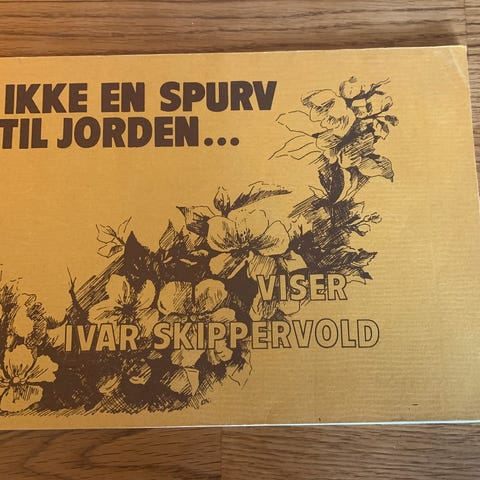 IKKE EN SPURV
TIL JORDEN...
VISER
IVAR SKIPPERVOLD